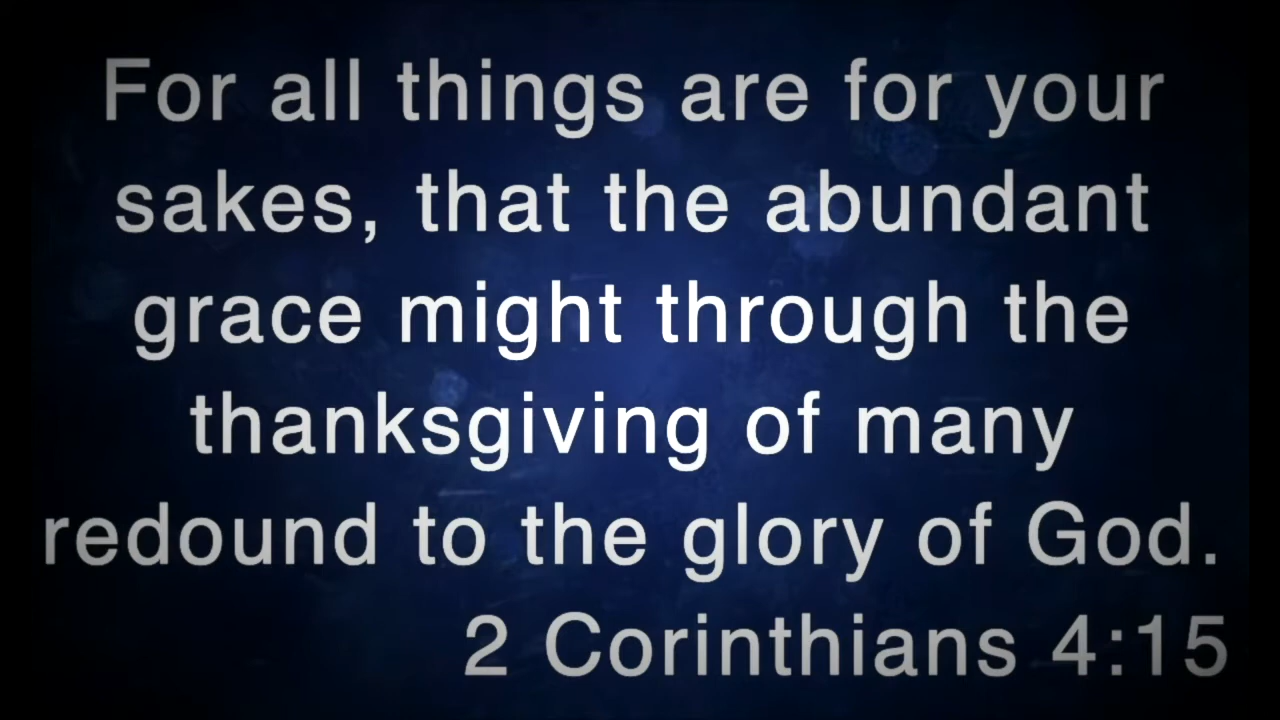 For all things are for your
sakes, that the abundant
grace might through the
thanksgiving of many
redound to the glory of God.
2 Corinthians 4:15